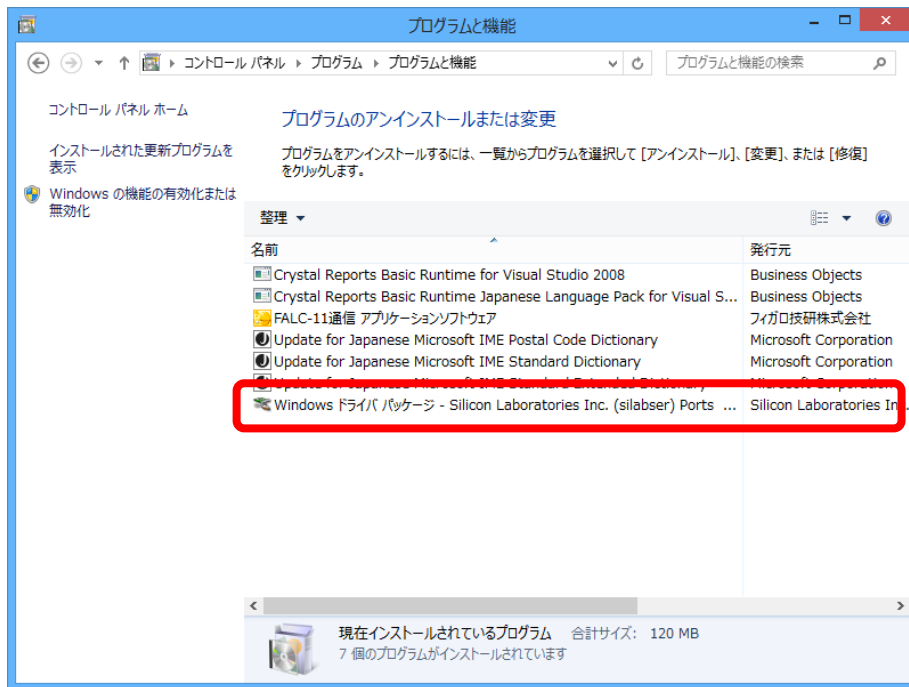 プログラムと機能
コントロール パネル ▸ プログラム ▸ プログラムと機能
プログラムと機能の検索
コントロール パネル ホーム
インストールされた更新プログラムを
表示
Windows の機能の有効化または
無効化
プログラムのアンインストールまたは変更
プログラムをアンインストールするには、一覧からプログラムを選択して [アンインストール]、[変更]、または [修復]
をクリックします。
整理
名前 発行元
Crystal Reports Basic Runtime for Visual Studio 2008 Business Objects
Crystal Reports Basic Runtime Japanese Language Pack for Visual S... Business Objects
FALC-11通信 アプリケーションソフトウェア フィガロ技研株式会社
Update for Japanese Microsoft IME Postal Code Dictionary Microsoft Corporation
Update for Japanese Microsoft IME Standard Dictionary Microsoft Corporation
Update for Japanese Microsoft IME Standard Extended Dictionary Microsoft Corporation
Windows ドライバ パッケージ - Silicon Laboratories Inc. (silabser) Ports ... Silicon Laboratories In...
現在インストールされているプログラム 合計サイズ: 120 MB
7 個のプログラムがインストールされています